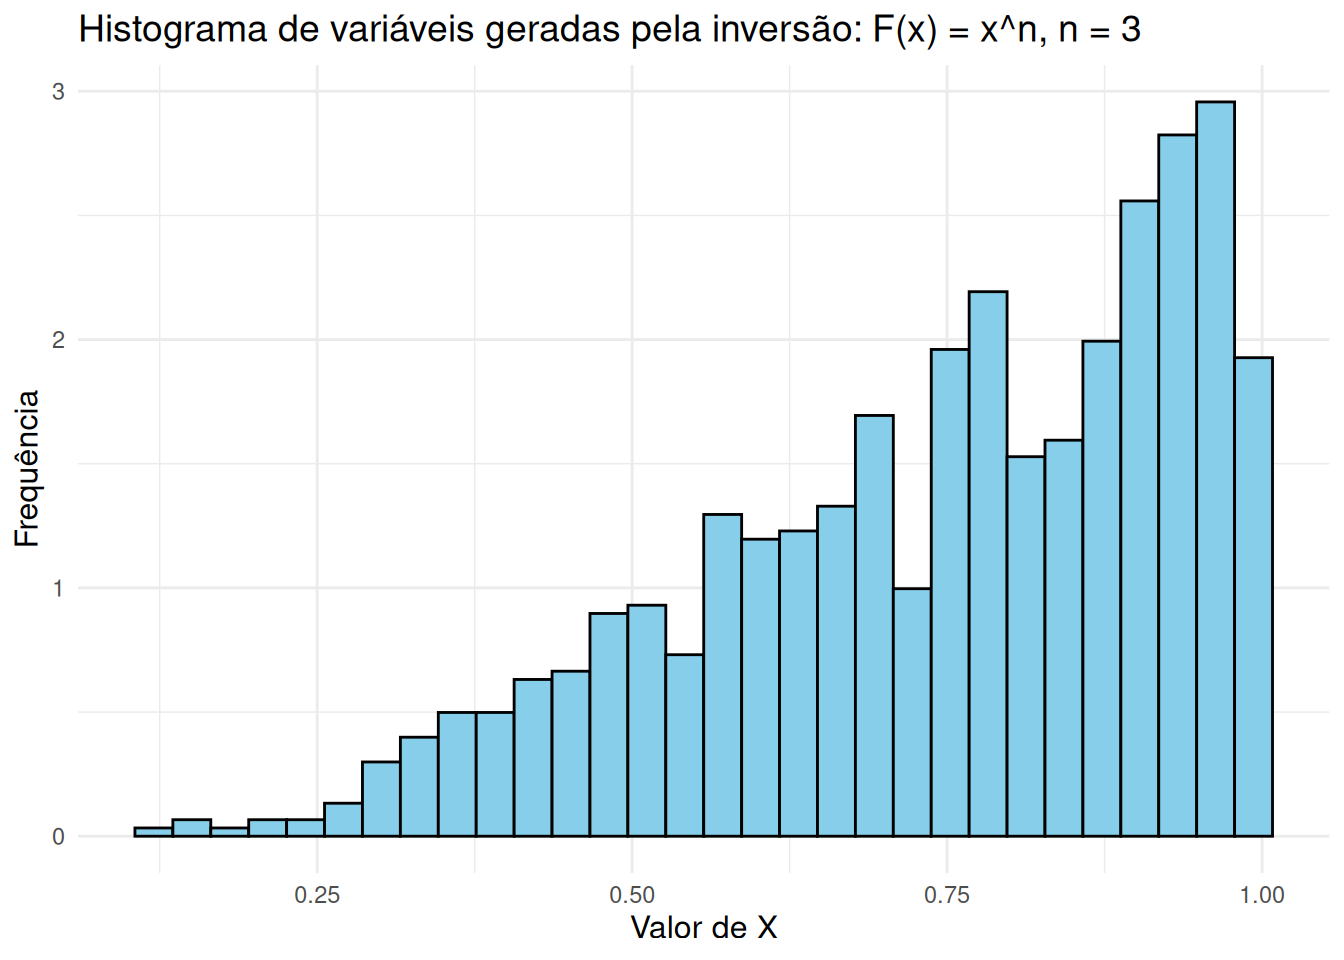 Histograma de variáveis geradas pela inversão: F(x) = x^n, n = 3
3
2
1
0
Frequência
0.25 0.50 0.75 1.00
Valor de X